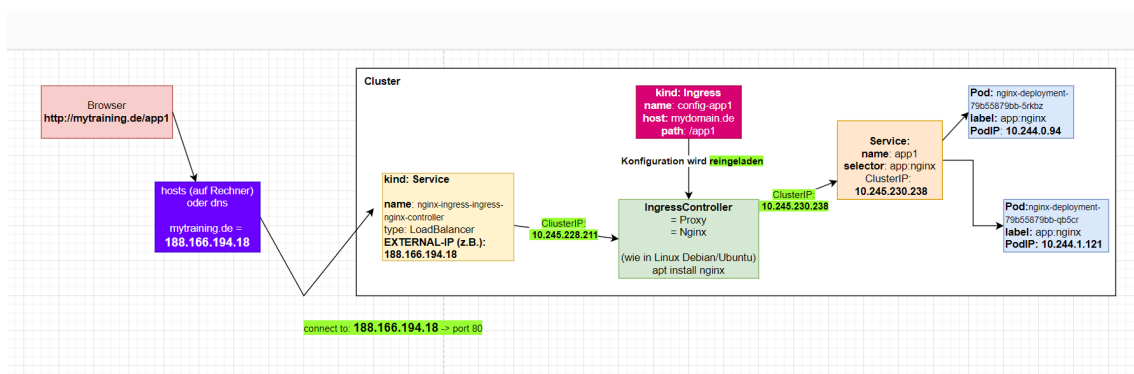 Cluster
Browser
http://mytraining.de/app1
hosts (auf Rechner)
oder dns
mytraining.de =
188.166.194.18
connect to: 188.166.194.18 -> port 80
kind: Service
name: nginx-ingress-ingress-
nginx-controller
type: LoadBalancer
EXTERNAL-IP (z.B.):
188.166.194.18
ClusterIP:
10.245.228.211
kind: Ingress
name: config-app1
host: mydomain.de
path: /app1
Konfiguration wird reingeladen
IngressController
= Proxy
= Nginx
(wie in Linux Debian/Ubuntu)
apt install nginx
ClusterIP:
10.245.230.238
Service:
name: app1
selector: app:nginx
ClusterIP:
10.245.230.238
Pod: nginx-deployment-
79b55879bb-5rkbz
label: app:nginx
PodIP: 10.244.0.94
Pod:nginx-deployment-
79b55879bb-qb5cr
label: app:nginx
PodIP: 10.244.1.121